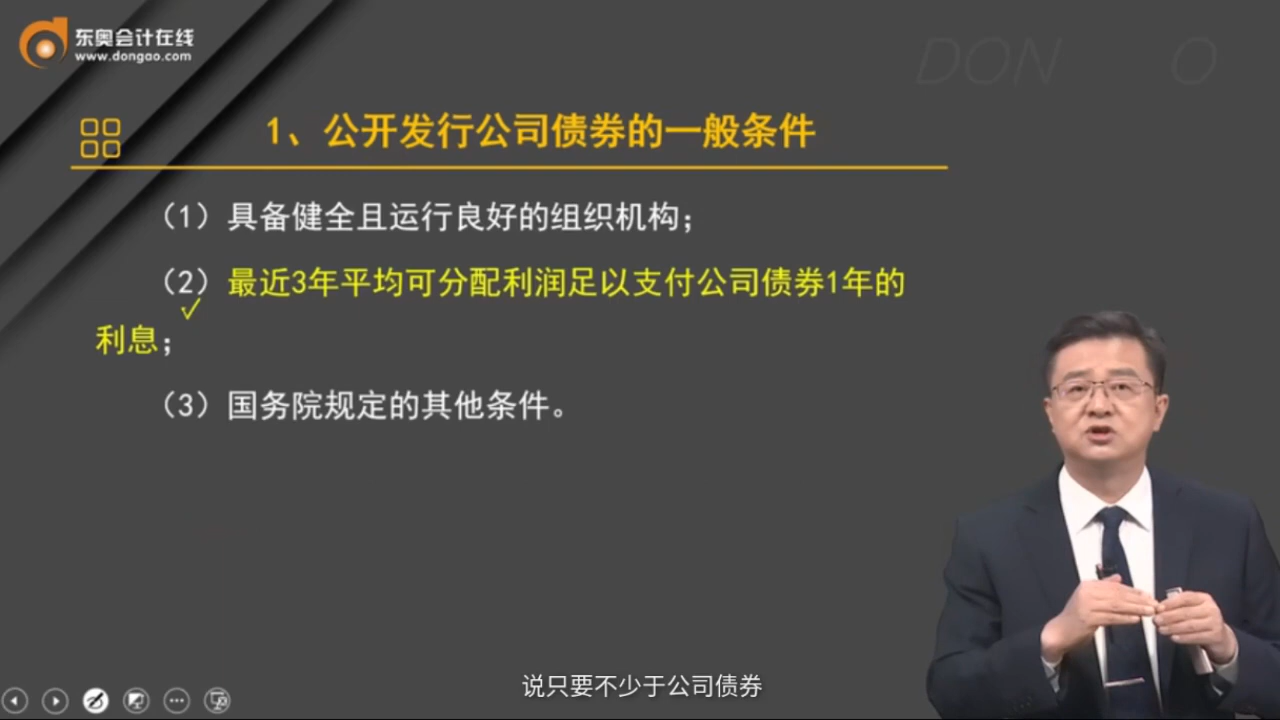 东奥会计在线
www.dongao.com
DON O
1、公开发行公司债券的一般条件
（1）具备健全且运行良好的组织机构；
（2）最近3年平均可分配利润足以支付公司债券1年的
利息；
（3）国务院规定的其他条件。
说只要不少于公司债券